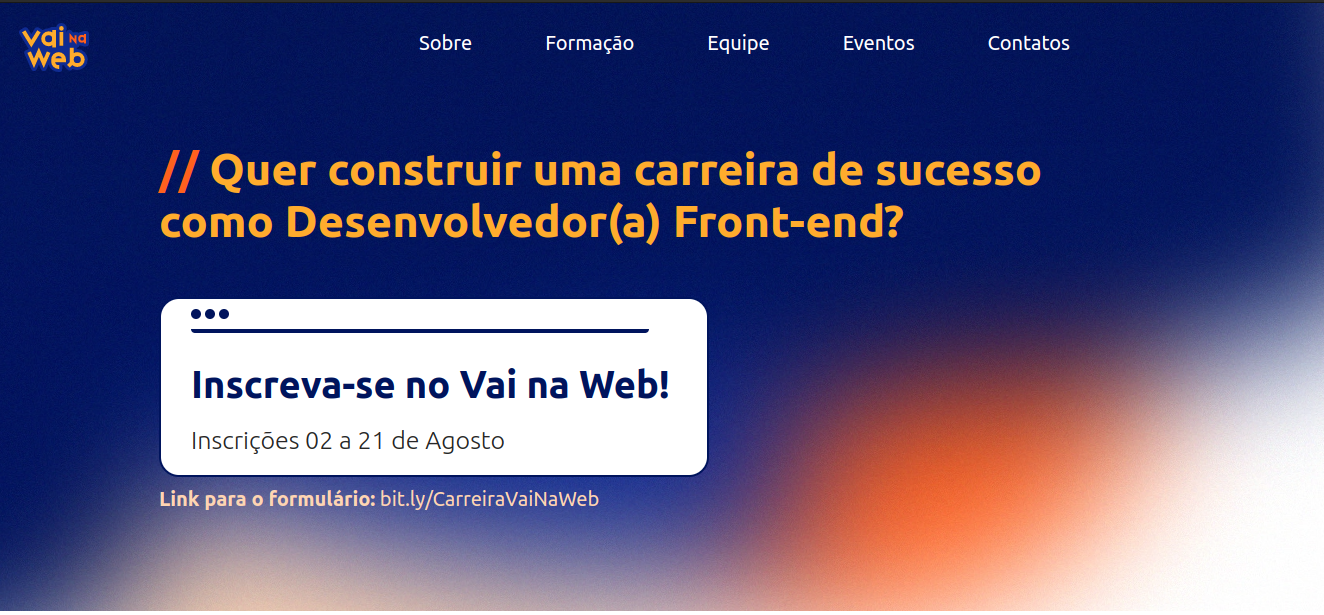 vai na
web
Sobre Formação Equipe Eventos Contatos
// Quer construir uma carreira de sucesso
como Desenvolvedor(a) Front-end?
Inscreva-se no Vai na Web!
Inscrições 02 a 21 de Agosto
Link para o formulário: bit.ly/CarreiraVaiNaWeb